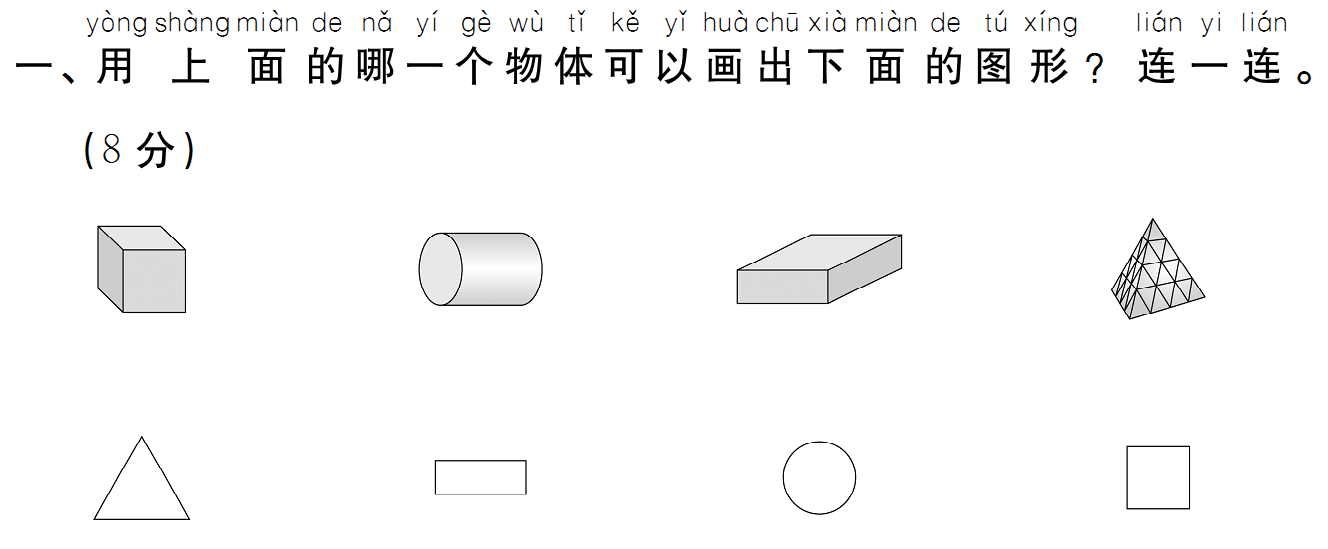 yòng shàng miàn de nǎ yí gè wù tǐ kě yǐ huà chū xià miàn de tú xíng lián yi lián
一、用上面的哪一个物体可以画出下面的图形？连一连。
(8分)